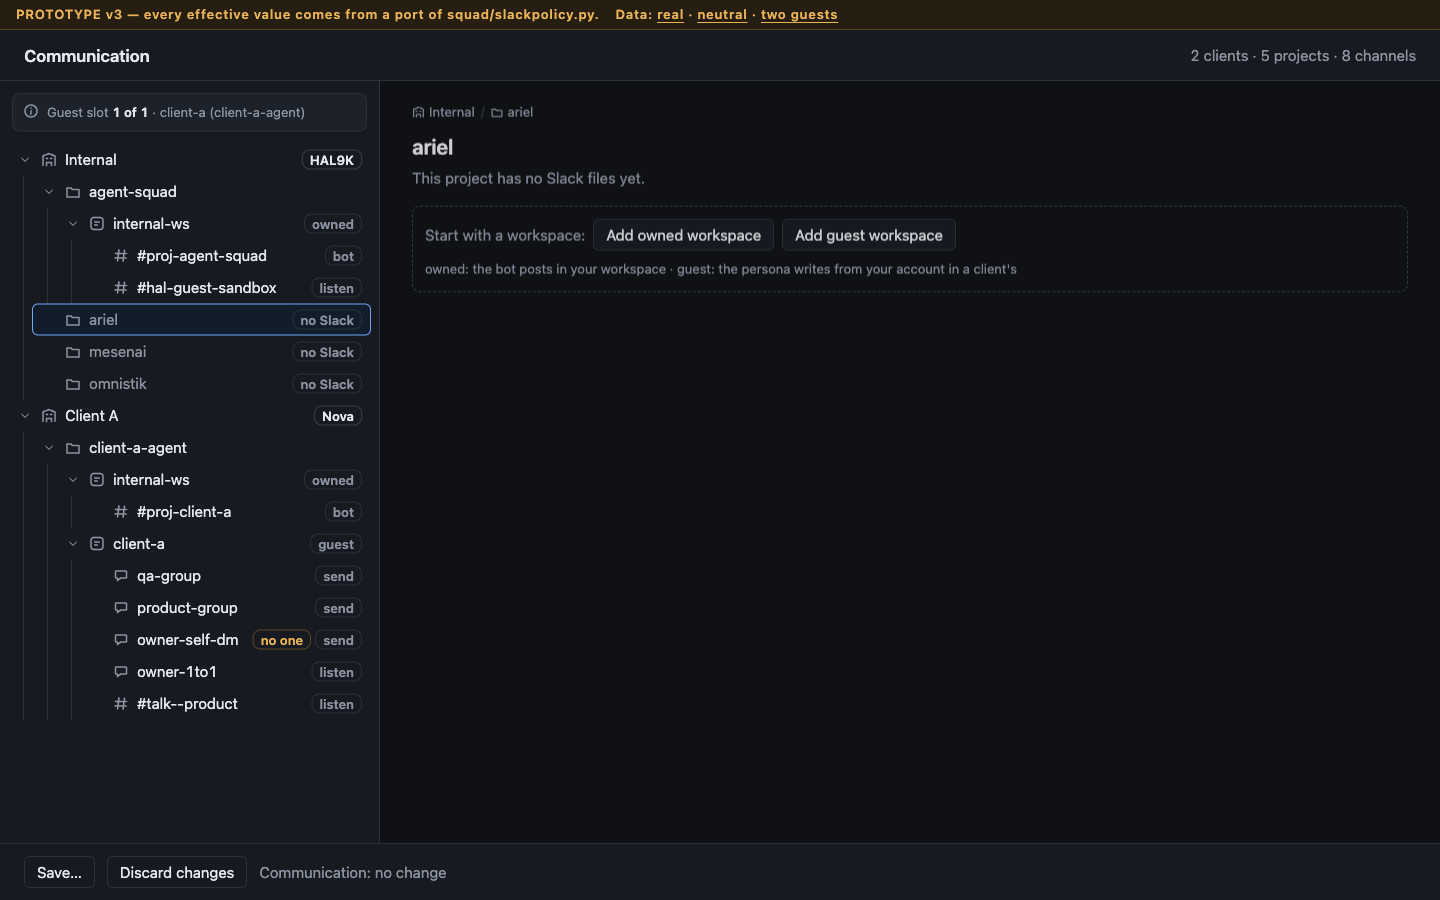 PROTOTYPE v3 — every effective value comes from a port of squad/slackpolicy.py. Data: real · neutral · two guests
Communication
2 clients · 5 projects · 8 channels
Guest slot 1 of 1 · client-a (client-a-agent)
Internal HAL9K
agent-squad
internal-ws owned
#proj-agent-squad bot
#hal-guest-sandbox listen
ariel no Slack
mesenai no Slack
omnistik no Slack
Client A Nova
client-a-agent
internal-ws owned
#proj-client-a bot
client-a guest
qa-group send
product-group send
owner-self-dm no one send
owner-1to1 listen
#talk--product listen
Internal / ariel
ariel
This project has no Slack files yet.
Start with a workspace: Add owned workspace Add guest workspace
owned: the bot posts in your workspace · guest: the persona writes from your account in a client's
Save... Discard changes Communication: no change